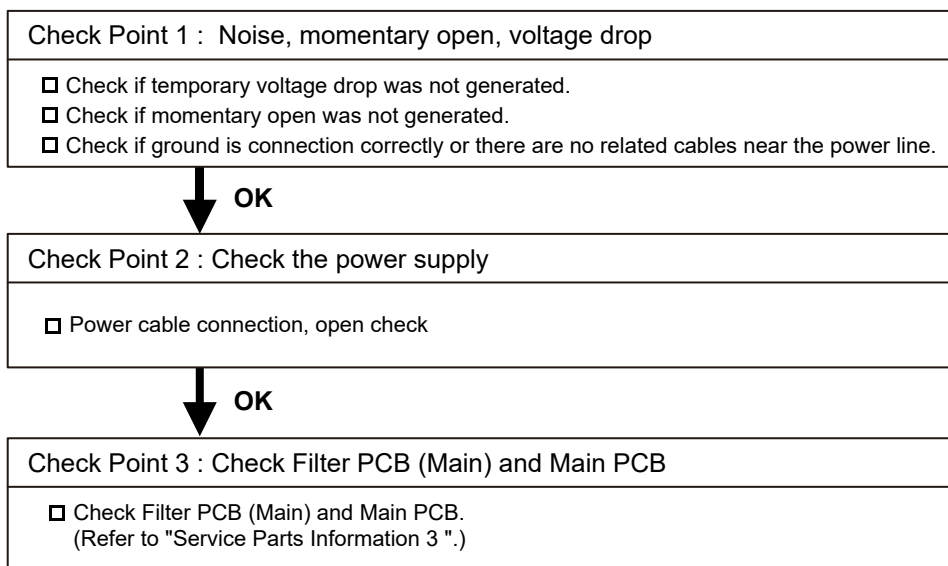 Check Point 1 : Noise, momentary open, voltage drop
Check if temporary voltage drop was not generated.
Check if momentary open was not generated.
Check if ground is connection correctly or there are no related cables near the power line.
OK
Check Point 2 : Check the power supply
Power cable connection, open check
OK
Check Point 3 : Check Filter PCB (Main) and Main PCB
Check Filter PCB (Main) and Main PCB.
(Refer to "Service Parts Information 3 ".)